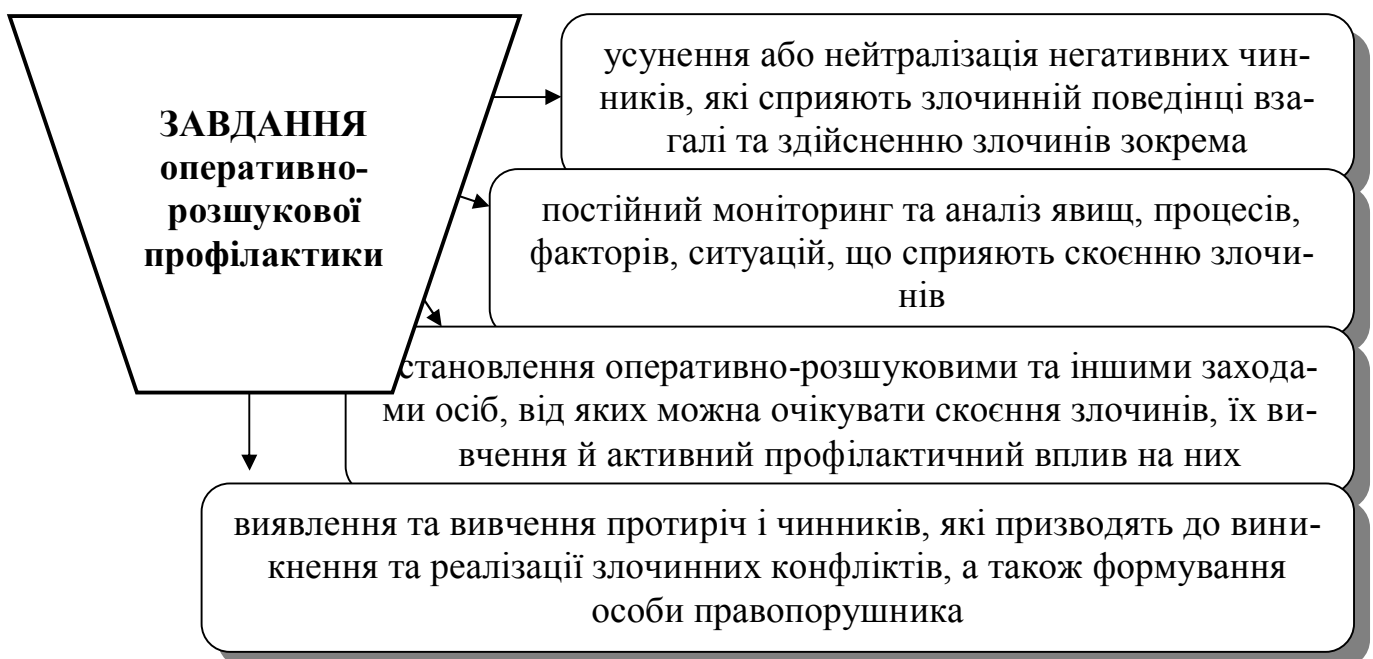 ЗАВДАННЯ
оперативно-
розшукової
профілактики
усунення або нейтралізація негативних чин-
ників, які сприяють злочинній поведінці вза-
галі та здійсненню злочинів зокрема
постійний моніторинг та аналіз явищ, процесів,
факторів, ситуацій, що сприяють скоєнню злочи-
нів
становлення оперативно-розшуковими та іншими захода-
ми осіб, від яких можна очікувати скоєння злочинів, їх ви-
вчення й активний профілактичний вплив на них
виявлення та вивчення протиріч і чинників, які призводять до вини-
кнення та реалізації злочинних конфліктів, а також формування
особи правопорушника